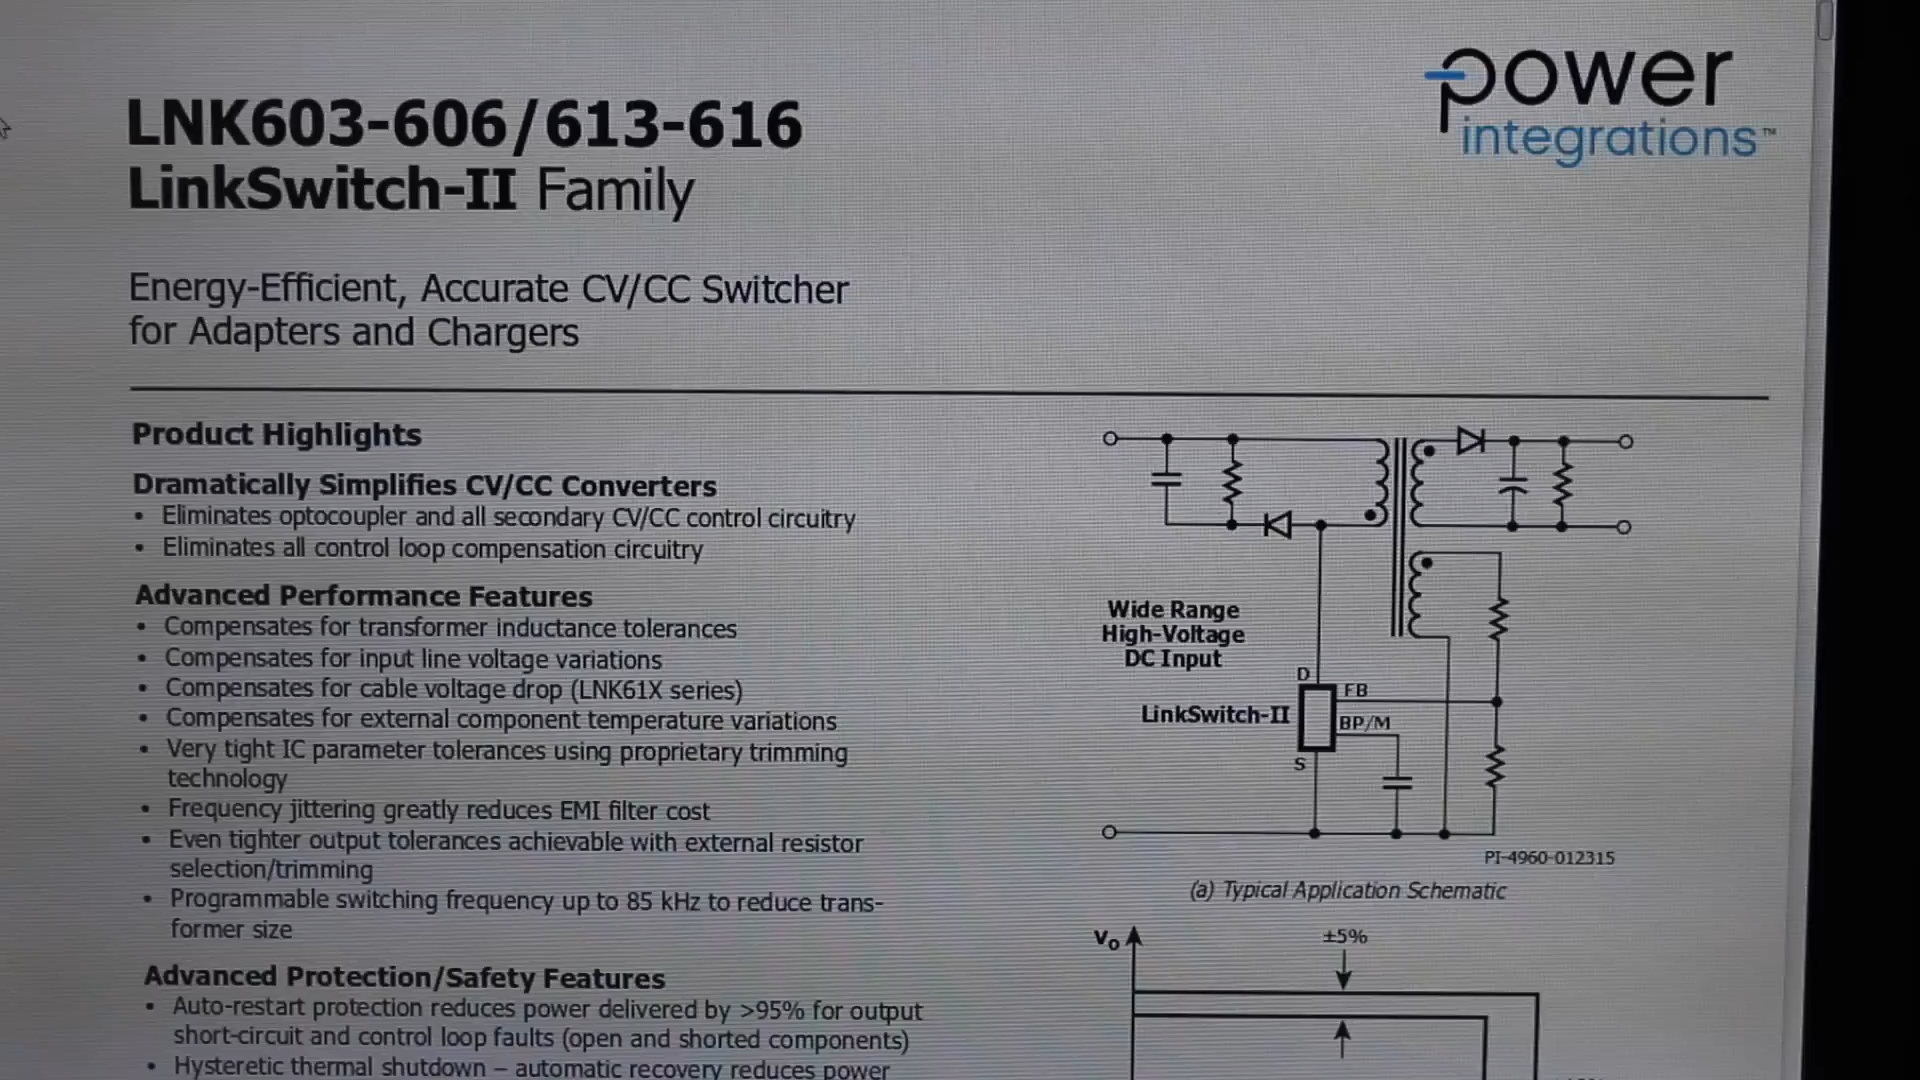 power
integrations™
LNK603-606/613-616
LinkSwitch-II Family
Energy-Efficient, Accurate CV/CC Switcher
for Adapters and Chargers
Product Highlights
Dramatically Simplifies CV/CC Converters
• Eliminates optocoupler and all secondary CV/CC control circuitry
• Eliminates all control loop compensation circuitry
Advanced Performance Features
• Compensates for transformer inductance tolerances
• Compensates for input line voltage variations
• Compensates for cable voltage drop (LNK61X series)
• Compensates for external component temperature variations
• Very tight IC parameter tolerances using proprietary trimming
technology
• Frequency jittering greatly reduces EMI filter cost
• Even tighter output tolerances achievable with external resistor
selection/trimming
• Programmable switching frequency up to 85 kHz to reduce trans-
former size
Advanced Protection/Safety Features
• Auto-restart protection reduces power delivered by >95% for output
short-circuit and control loop faults (open and shorted components)
• Hysteretic thermal shutdown – automatic recovery reduces power
Wide Range
High-Voltage
DC Input
D
FB
LinkSwitch-II
BP/M
S
PI-4960-012315
(a) Typical Application Schematic
VO
±5%